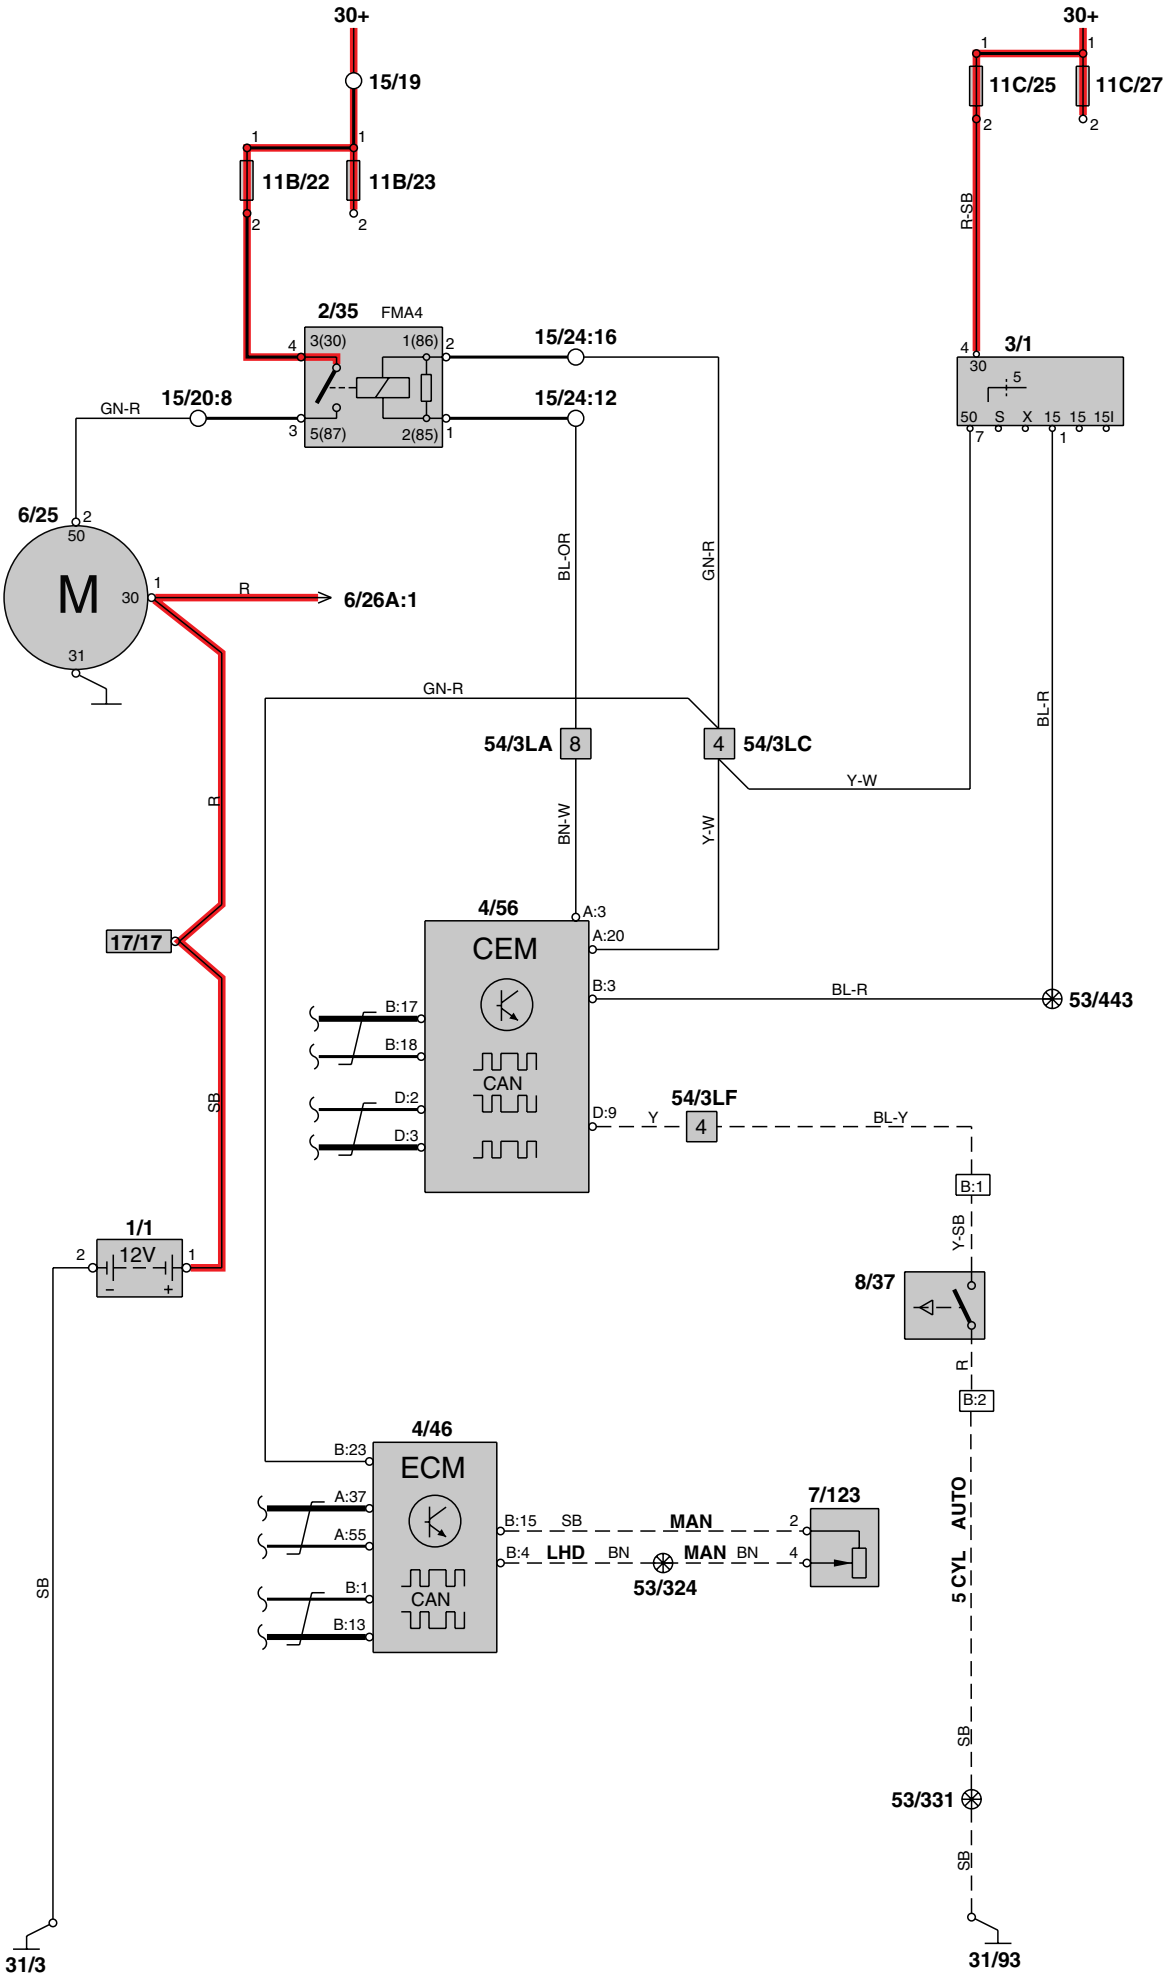 30+
30+
1
1
15/19
11C/25
11C/27
2
2
1
1
11B/22
11B/23
2
2
R-SB
2/35
FMA4
4
3(30)
1(86)
2
15/24:16
4
3/1
30
5
15/20:8
GN-R
15/24:12
3
5(87)
2(85)
1
50
S
X
15
15
15I
7
1
6/25
2
50
M
30
1
R
6/26A:1
31
BL-OR
GN-R
GN-R
BL-R
54/3LA
8
4
54/3LC
Y-W
R
BN-W
Y-W
4/56
A:3
CEM
A:20
17/17
B:3
BL-R
53/443
B:17
B:18
CAN
D:2
D:3
SB
54/3LF
D:9
Y
4
BL-Y
B:1
Y-SB
1/1
2
12V
1
-
+
8/37
R
B:2
4/46
B:23
ECM
A:37
A:55
B:1
CAN
B:13
B:15
SB
MAN
7/123
2
B:4
LHD
BN
MAN
BN
4
53/324
5 CYL AUTO
SB
SB
53/331
SB
31/3
31/93